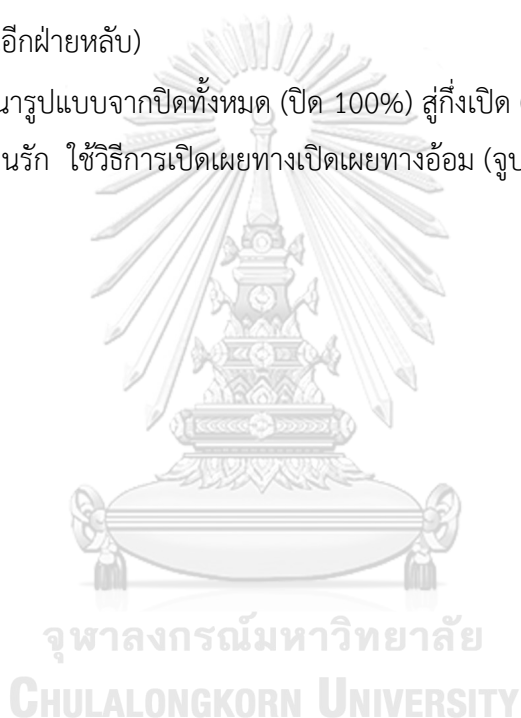 อีกฝ่ายหลับ)
นารูปแบบจากปิดทั้งหมด (ปิด 100%) สู่กึ่งเปิด (
นรัก ใช้วิธีการเปิดเผยทางเปิดเผยทางอ้อม (จูบ
จุฬาลงกรณ์มหาวิทยาลัย
CHULALONGKORN UNIVERSITY